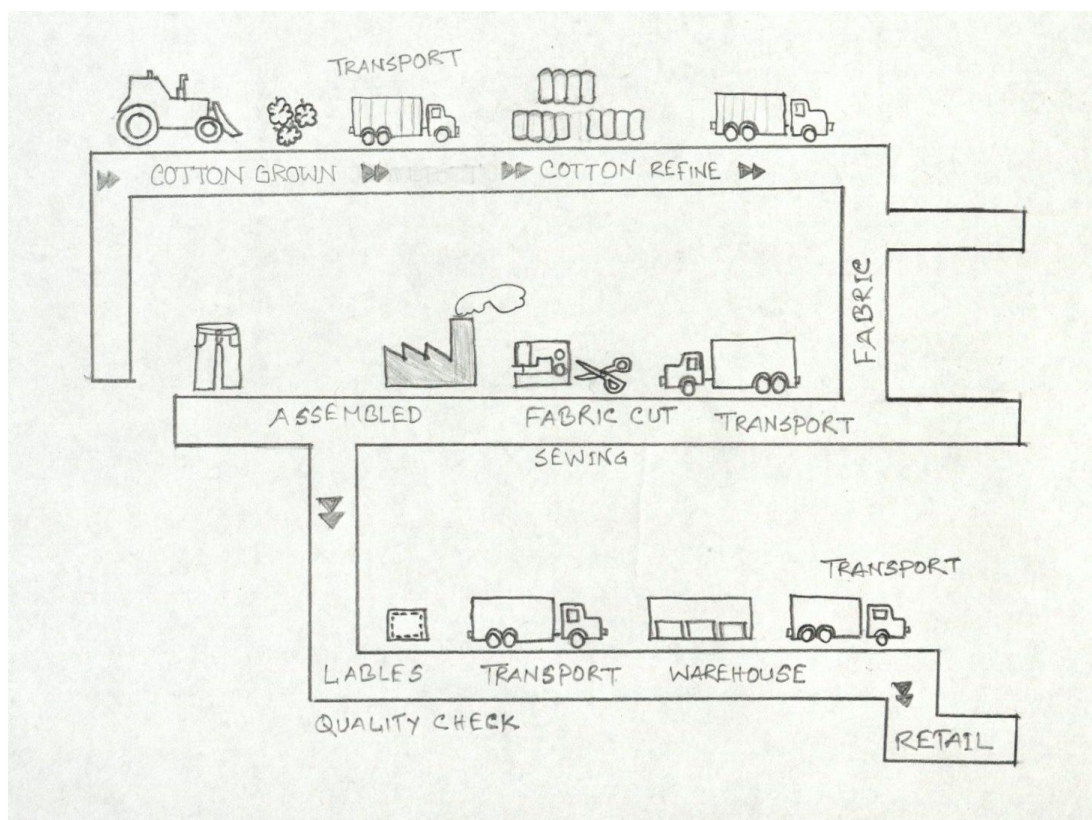 TRANSPORT
COTTON GROWN
COTTON REFINE
FABRIC
ASSEMBLED
FABRIC CUT
TRANSPORT
SEWING
TRANSPORT
LABLES
TRANSPORT
WAREHOUSE
QUALITY CHECK
RETAIL